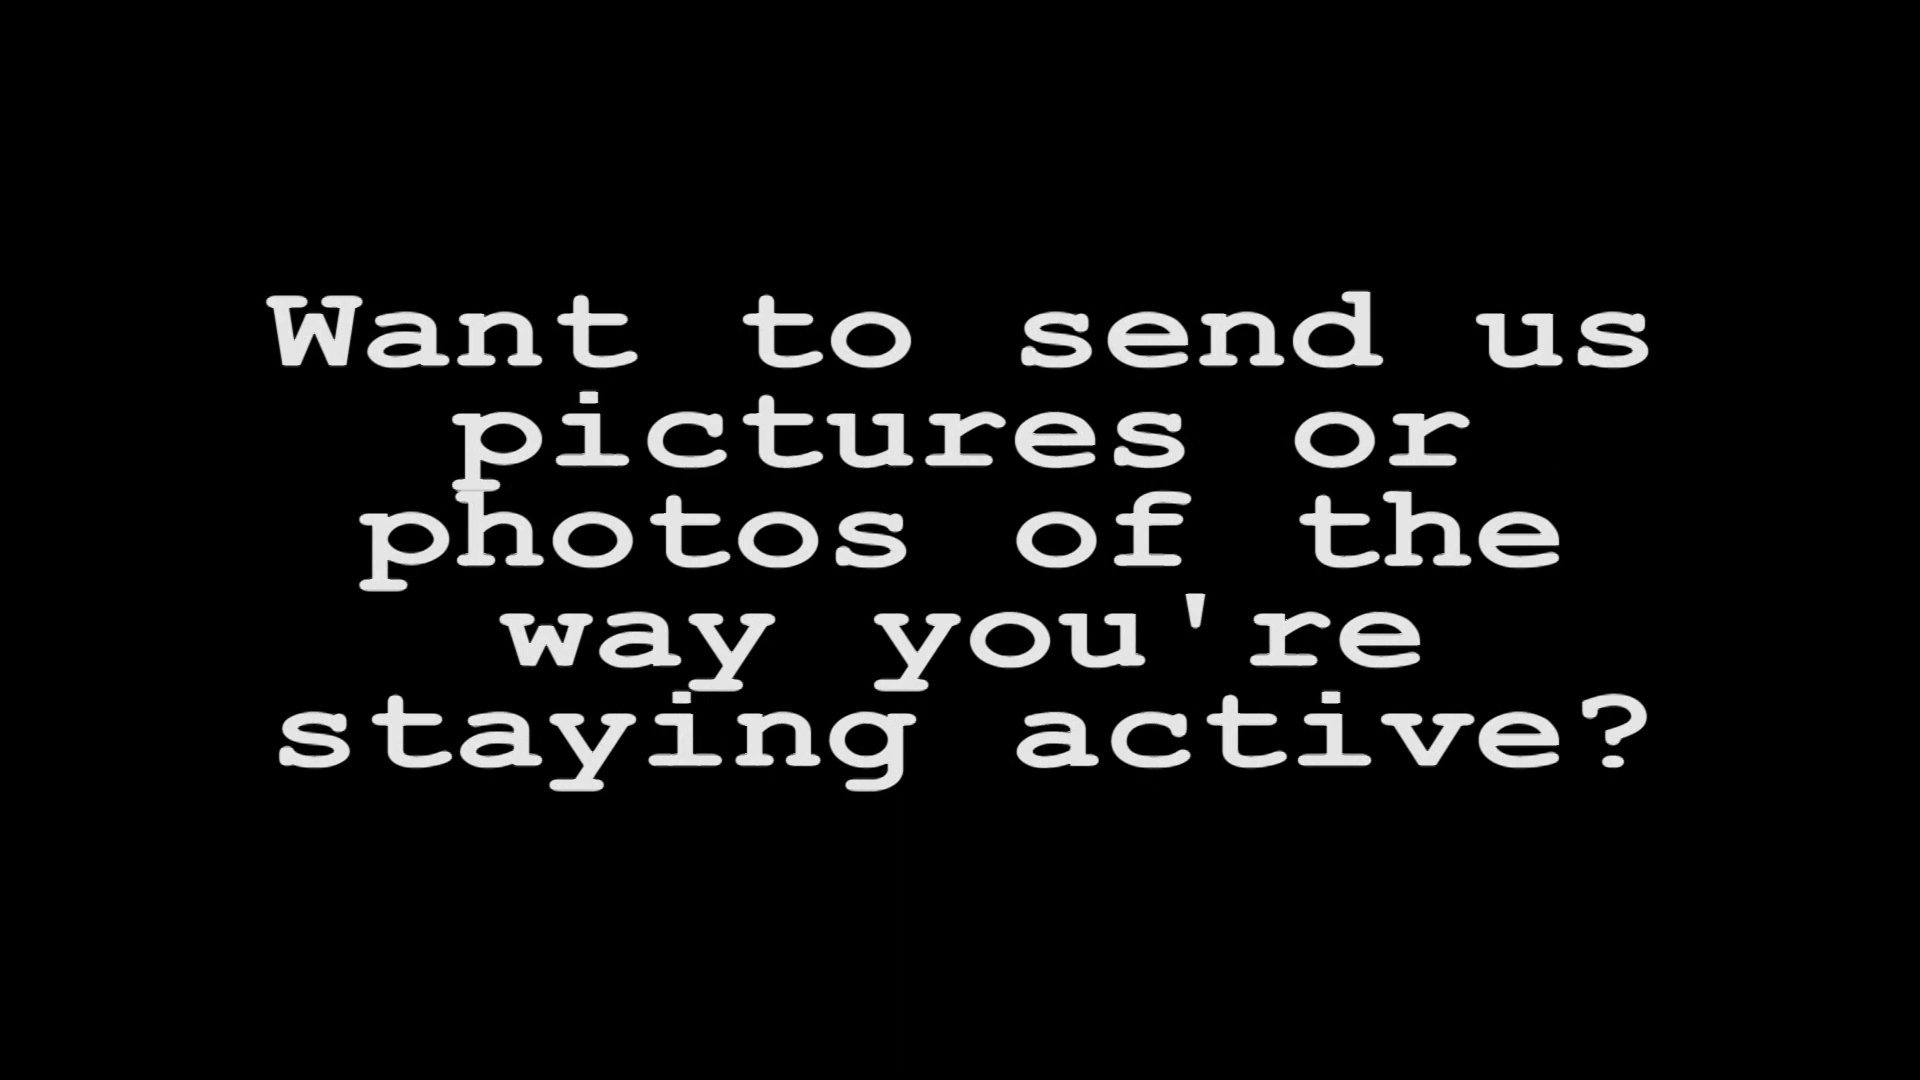 Want to send us
pictures or
photos of the
way you're
staying active?